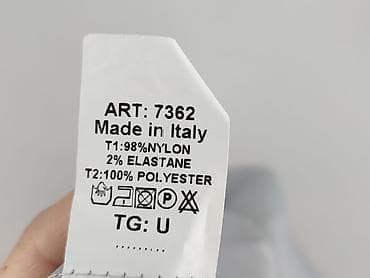 ART: 7362
Made in Italy
T1:98%NYLON
2% ELASTANE
T2:100% POLYESTER
P
TG: U
.........